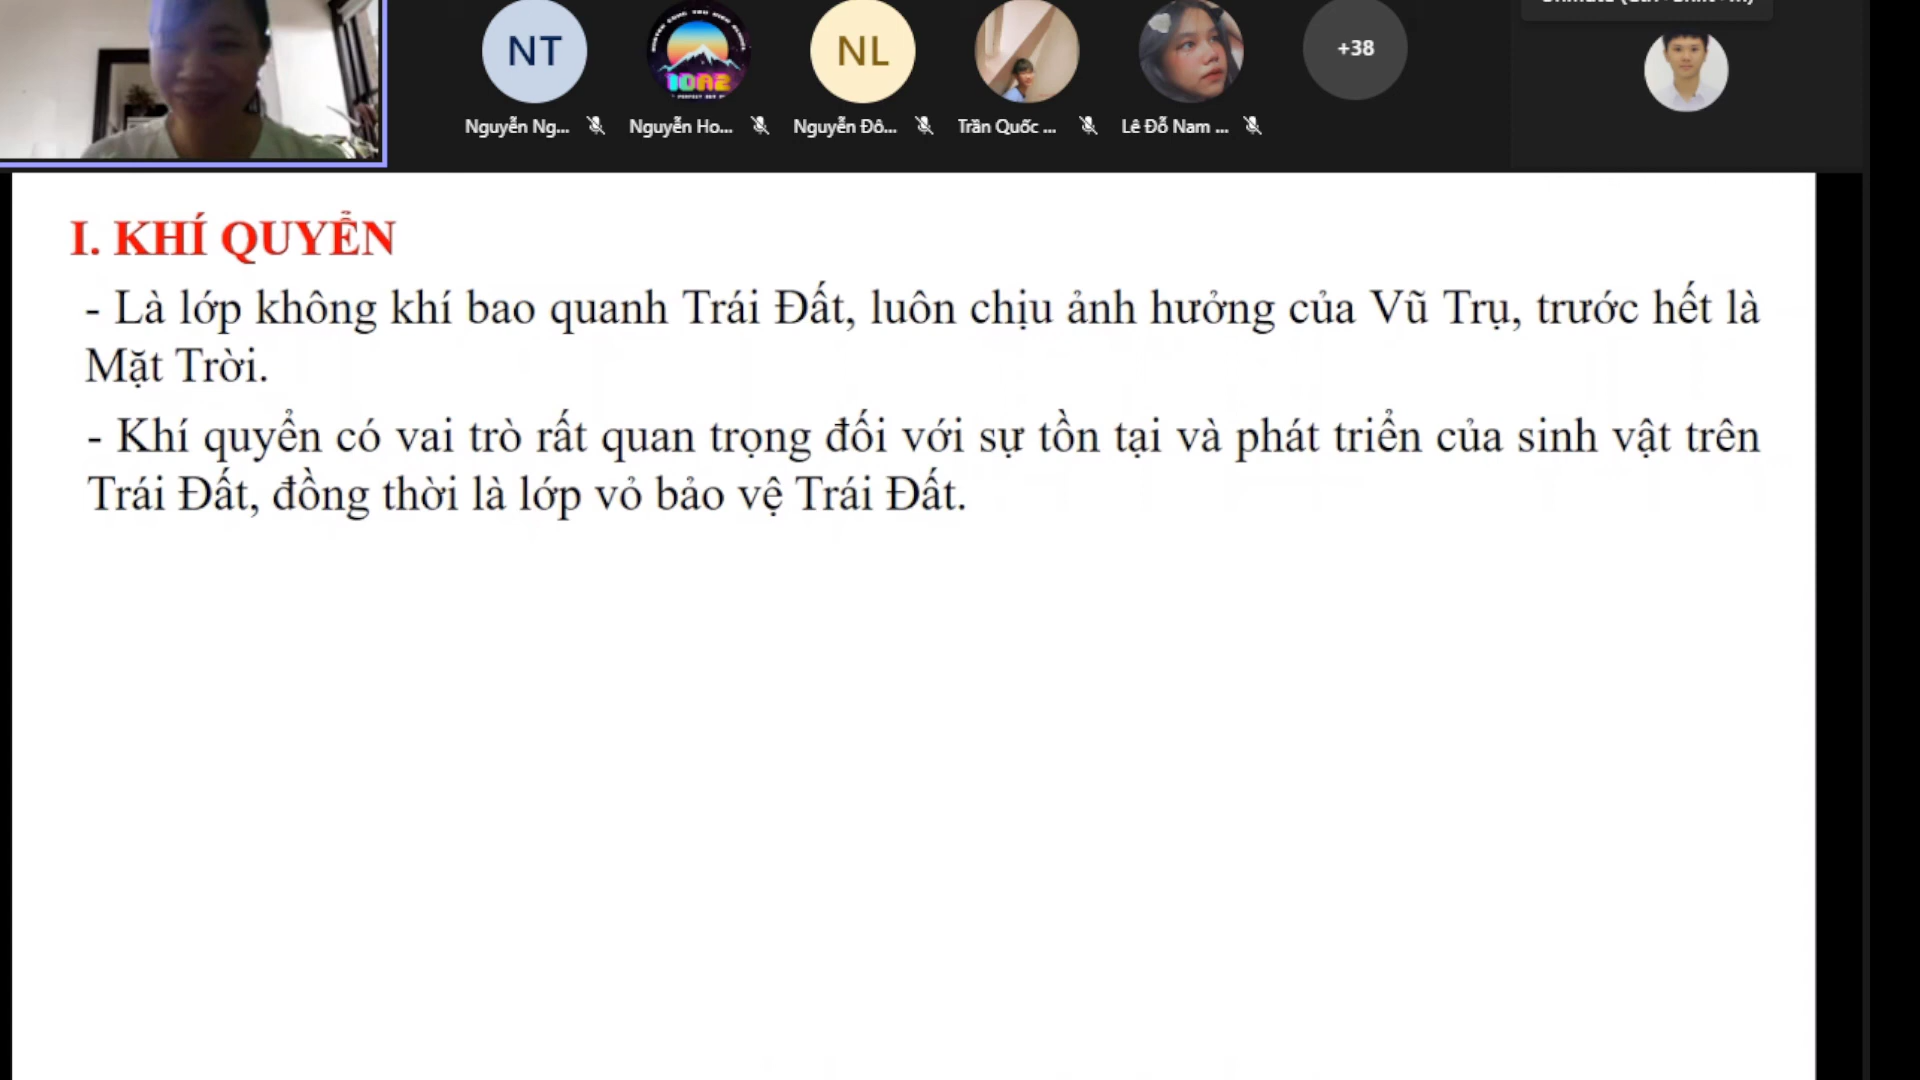 NT
NL
+38
10A2
Nguyễn Ng...
Nguyễn Ho...
Nguyễn Đô...
Trần Quốc ...
Lê Đỗ Nam ...
I. KHÍ QUYỂN
- Là lớp không khí bao quanh Trái Đất, luôn chịu ảnh hưởng của Vũ Trụ, trước hết là
Mặt Trời.
- Khí quyển có vai trò rất quan trọng đối với sự tồn tại và phát triển của sinh vật trên
Trái Đất, đồng thời là lớp vỏ bảo vệ Trái Đất.